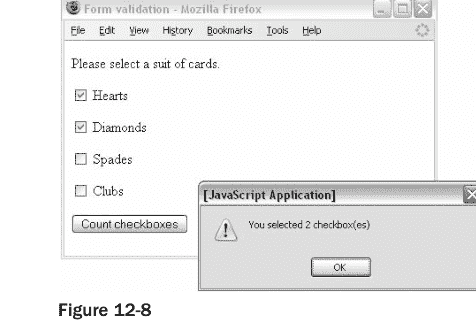 Form validation - Mozilla Firefox
File Edit View History Bookmarks Tools Help
Please select a suit of cards.
Hearts
Diamonds
Spades
Clubs
Count checkboxes
[JavaScript Application]
You selected 2 checkbox(es)
OK
Figure 12-8